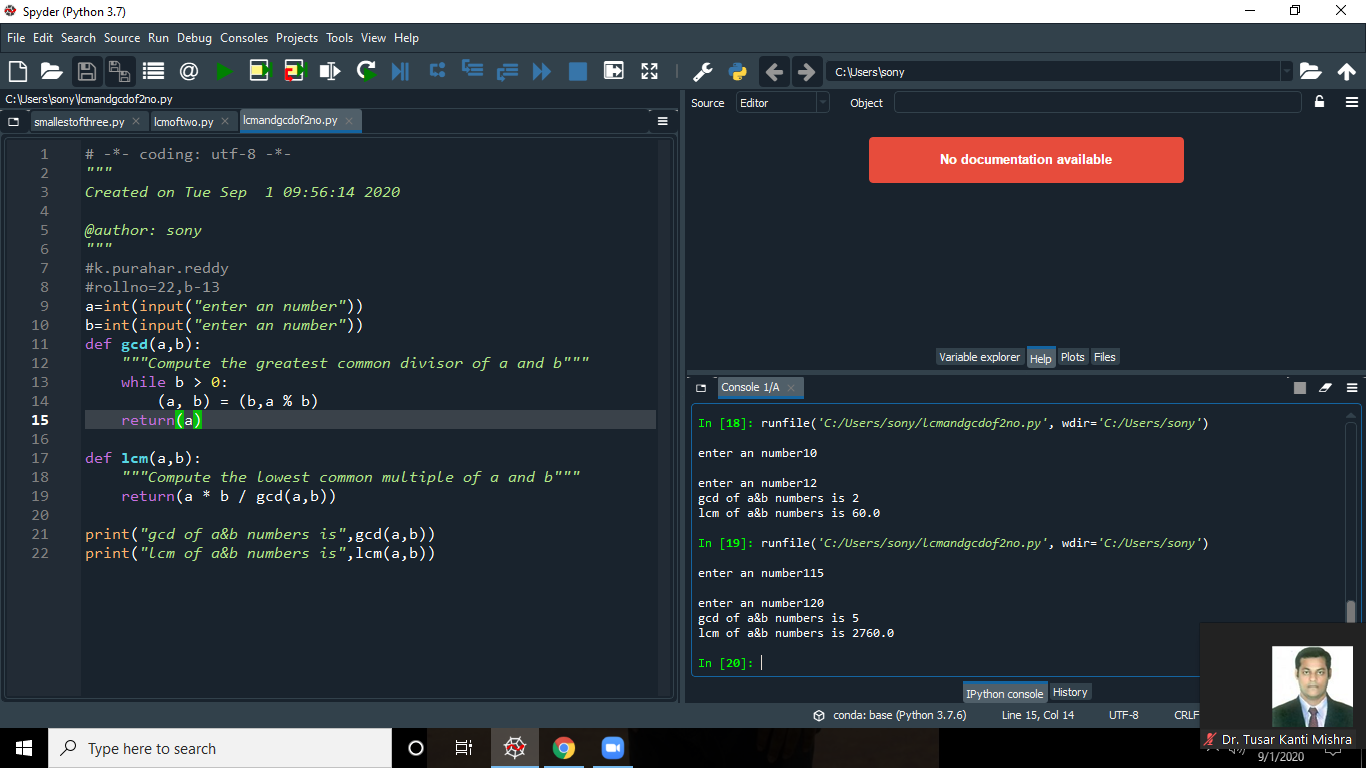 Spyder (Python 3.7)
File Edit Search Source Run Debug Consoles Projects Tools View Help
C:\Users\sony
C:\Users\sony\lcmandgcdof2no.py
smallestofthree.py lcmoftwo.py lcmandgcdof2no.py
1 # -*- coding: utf-8 -*-
2 """
3 Created on Tue Sep  1 09:56:14 2020
4
5 @author: sony
6 """
7 #k.purahar.reddy
8 #rollno=22,b-13
9 a=int(input("enter an number"))
10 b=int(input("enter an number"))
11 def gcd(a,b):
12     """Compute the greatest common divisor of a and b"""
13     while b > 0:
14         (a, b) = (b,a % b)
15     return(a)
16
17 def lcm(a,b):
18     """Compute the lowest common multiple of a and b"""
19     return(a * b / gcd(a,b))
20
21 print("gcd of a&b numbers is",gcd(a,b))
22 print("lcm of a&b numbers is",lcm(a,b))
Source Editor Object
No documentation available
Variable explorer Help Plots Files
Console 1/A
In [18]: runfile('C:/Users/sony/lcmandgcdof2no.py', wdir='C:/Users/sony')
enter an number10
enter an number12
gcd of a&b numbers is 2
lcm of a&b numbers is 60.0
In [19]: runfile('C:/Users/sony/lcmandgcdof2no.py', wdir='C:/Users/sony')
enter an number115
enter an number120
gcd of a&b numbers is 5
lcm of a&b numbers is 2760.0
In [20]:
IPython console History
conda: base (Python 3.7.6) Line 15, Col 14 UTF-8 CRLF
Dr. Tusar Kanti Mishra
Type here to search
9/1/2020